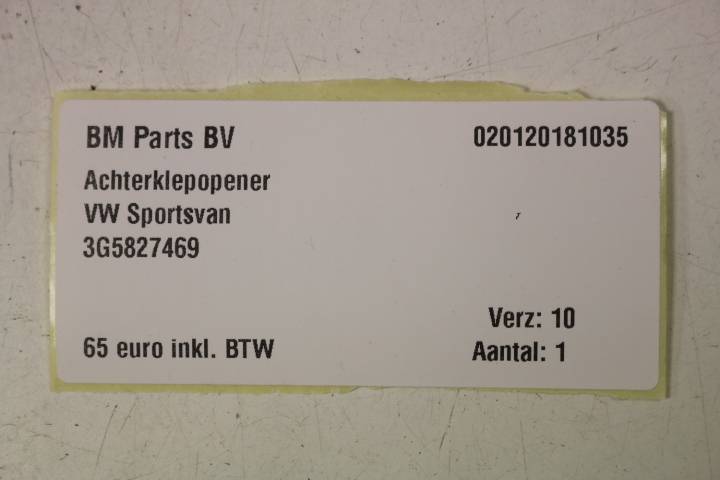 BM Parts BV 020120181035
Achterklepopener
VW Sportsvan
3G5827469
Verz: 10
65 euro inkl. BTW Aantal: 1